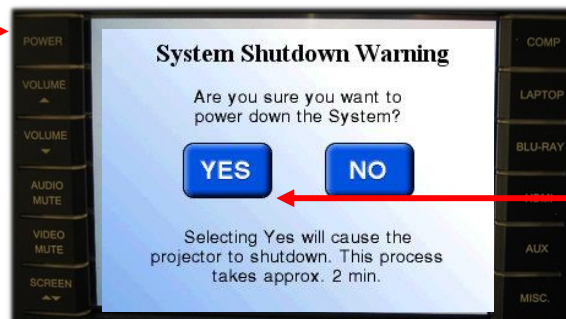 POWER
VOLUME
VOLUME
AUDIO
MUTE
VIDEO
MUTE
SCREEN
System Shutdown Warning
Are you sure you want to
power down the System?
YES
NO
Selecting Yes will cause the
projector to shutdown. This process
takes approx. 2 min.
COMP
LAPTOP
BLU-RAY
AUX
MISC.